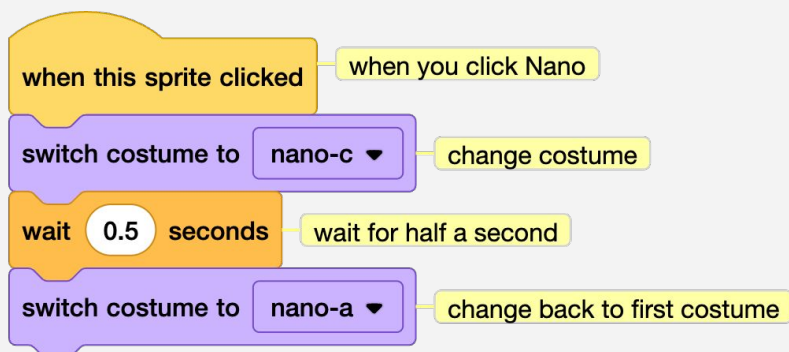 when this sprite clicked when you click Nano
switch costume to nano-c change costume
wait 0.5 seconds wait for half a second
switch costume to nano-a change back to first costume